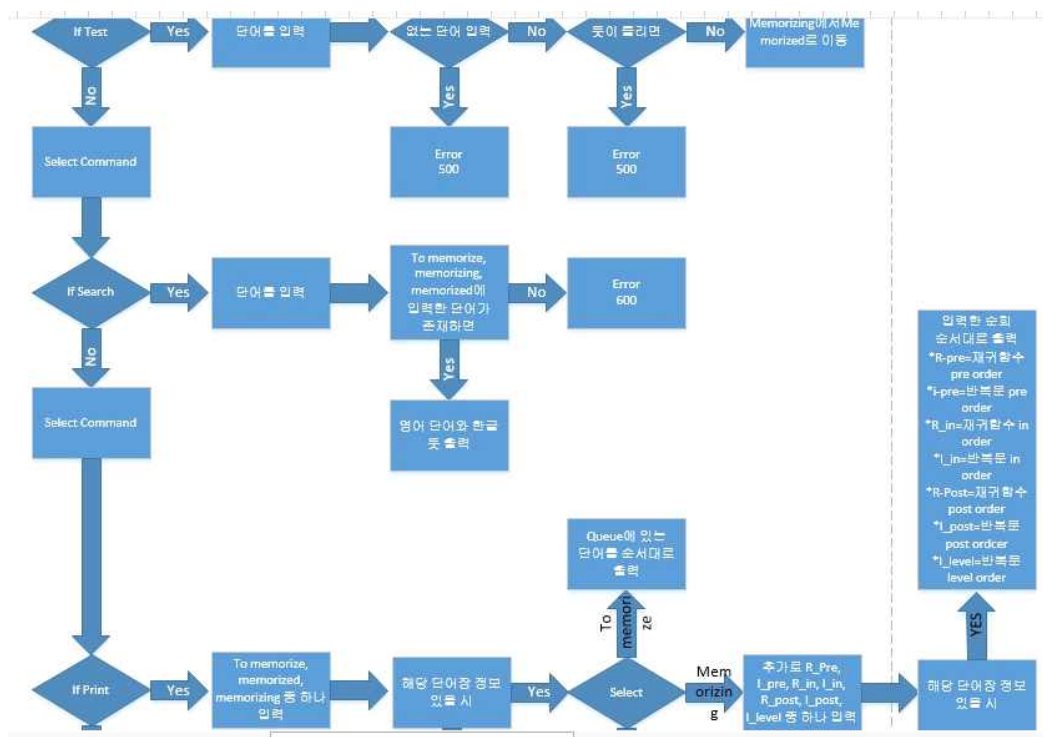 If Test
Yes
단어를 입력
없는 단어 입력
No
뜻이 틀리면
No
Memorizing에서Me
morized로 이동
No
Yes
Yes
Select Command
Error
500
Error
500
If Search
Yes
단어를 입력
To memorize,
memorizing,
memorized에
입력한 단어가
존재하면
No
Error
600
No
Yes
Select Command
영어 단어와 한글
뜻 출력
입력한 순회
순서대로 출력
*R-pre=재귀함수
pre order
*i-pre=반복문 pre
order
*R_in=재귀함수 in
order
*I_in=반복문 in
order
*R-Post=재귀함수
post order
*I_post=반복문
post ordcer
*I_level=반복문
level order
Queue에 있는
단어를 순서대로
출력
To
memori
ze
YES
If Print
Yes
To memorize,
memorized,
memorizing 중 하나
입력
해당 단어장 정보
있을 시
Yes
Select
Mem
orizin
g
추가로 R_Pre,
I_pre, R_in, I_in,
R_post, I_post,
I_level 중 하나 입력
해당 단어장 정보
있을 시